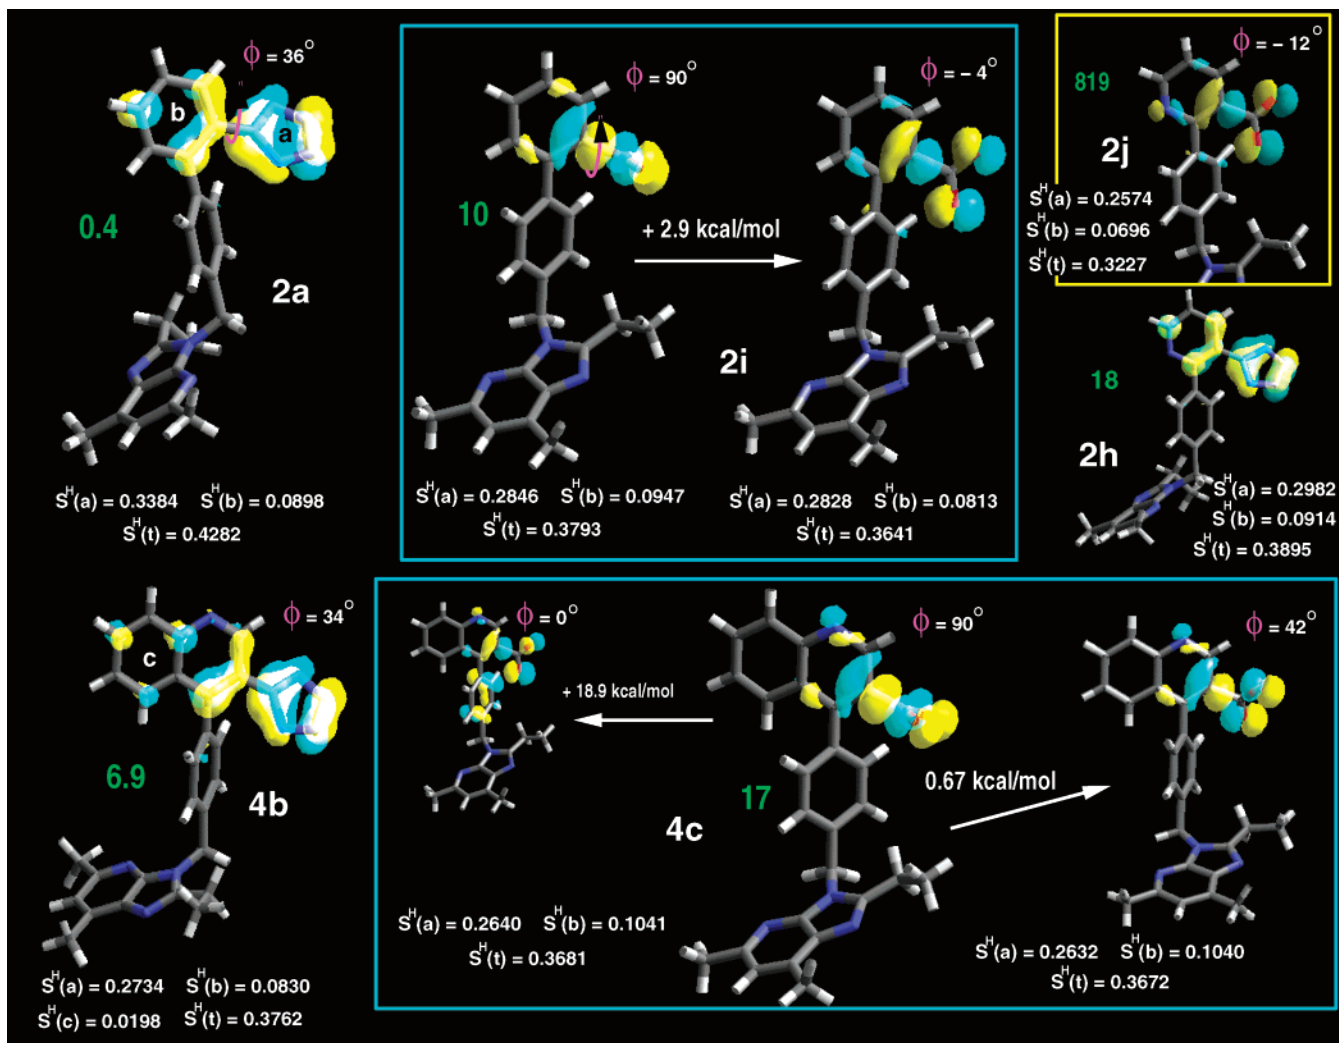 ϕ = 36°
b
a
0.4
2a
S^H(a) = 0.3384 S^H(b) = 0.0898
S^H(t) = 0.4282
ϕ = 90°
10
+ 2.9 kcal/mol
ϕ = – 4°
2i
S^H(a) = 0.2846 S^H(b) = 0.0947
S^H(t) = 0.3793
S^H(a) = 0.2828 S^H(b) = 0.0813
S^H(t) = 0.3641
ϕ = – 12°
819
2j
S^H(a) = 0.2574
S^H(b) = 0.0696
S^H(t) = 0.3227
18
2h
S^H(a) = 0.2982
S^H(b) = 0.0914
S^H(t) = 0.3895
ϕ = 34°
c
6.9
4b
S^H(a) = 0.2734 S^H(b) = 0.0830
S^H(c) = 0.0198 S^H(t) = 0.3762
ϕ = 0°
+ 18.9 kcal/mol
ϕ = 90°
17
4c
0.67 kcal/mol
ϕ = 42°
S^H(a) = 0.2640 S^H(b) = 0.1041
S^H(t) = 0.3681
S^H(a) = 0.2632 S^H(b) = 0.1040
S^H(t) = 0.3672